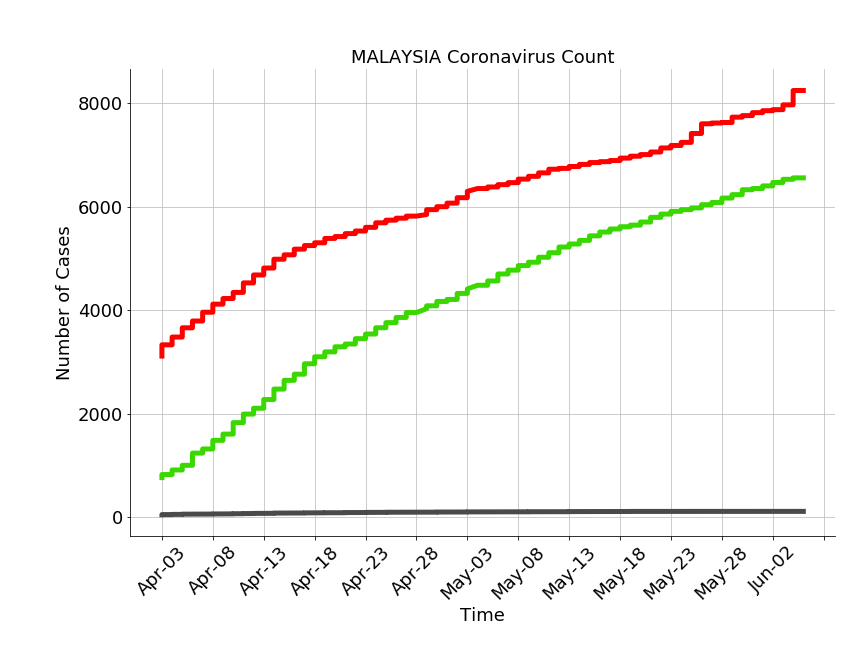 MALAYSIA Coronavirus Count
8000
6000
4000
2000
0
Number of Cases
Apr-03
Apr-08
Apr-13
Apr-18
Apr-23
Apr-28
May-03
May-08
May-13
May-18
May-23
May-28
Jun-02
Time